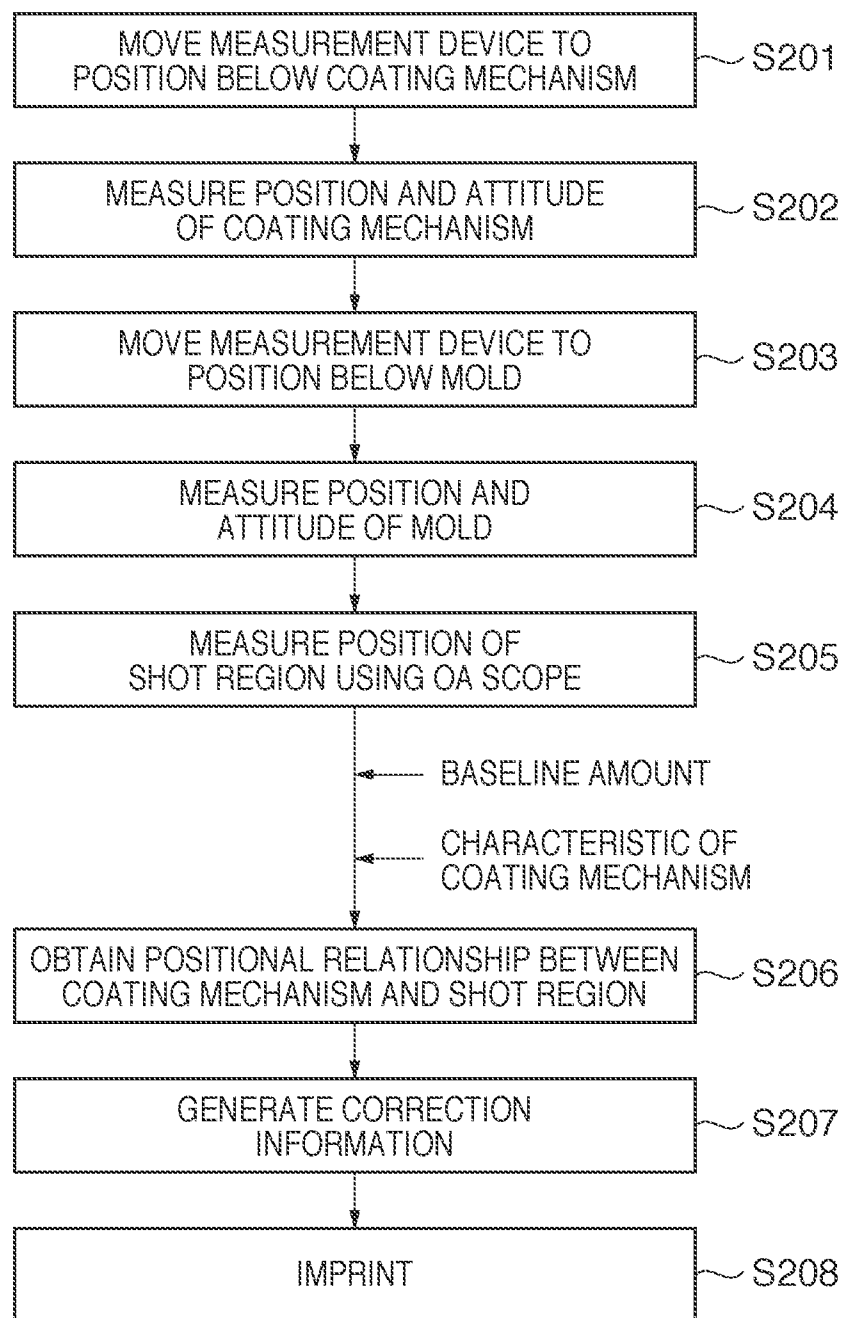 MOVE MEASUREMENT DEVICE TO
POSITION BELOW COATING MECHANISM
S201
MEASURE POSITION AND ATTITUDE
OF COATING MECHANISM
S202
MOVE MEASUREMENT DEVICE TO
POSITION BELOW MOLD
S203
MEASURE POSITION AND
ATTITUDE OF MOLD
S204
MEASURE POSITION OF
SHOT REGION USING OA SCOPE
S205
BASELINE AMOUNT
CHARACTERISTIC OF
COATING MECHANISM
OBTAIN POSITIONAL RELATIONSHIP BETWEEN
COATING MECHANISM AND SHOT REGION
S206
GENERATE CORRECTION
INFORMATION
S207
IMPRINT
S208